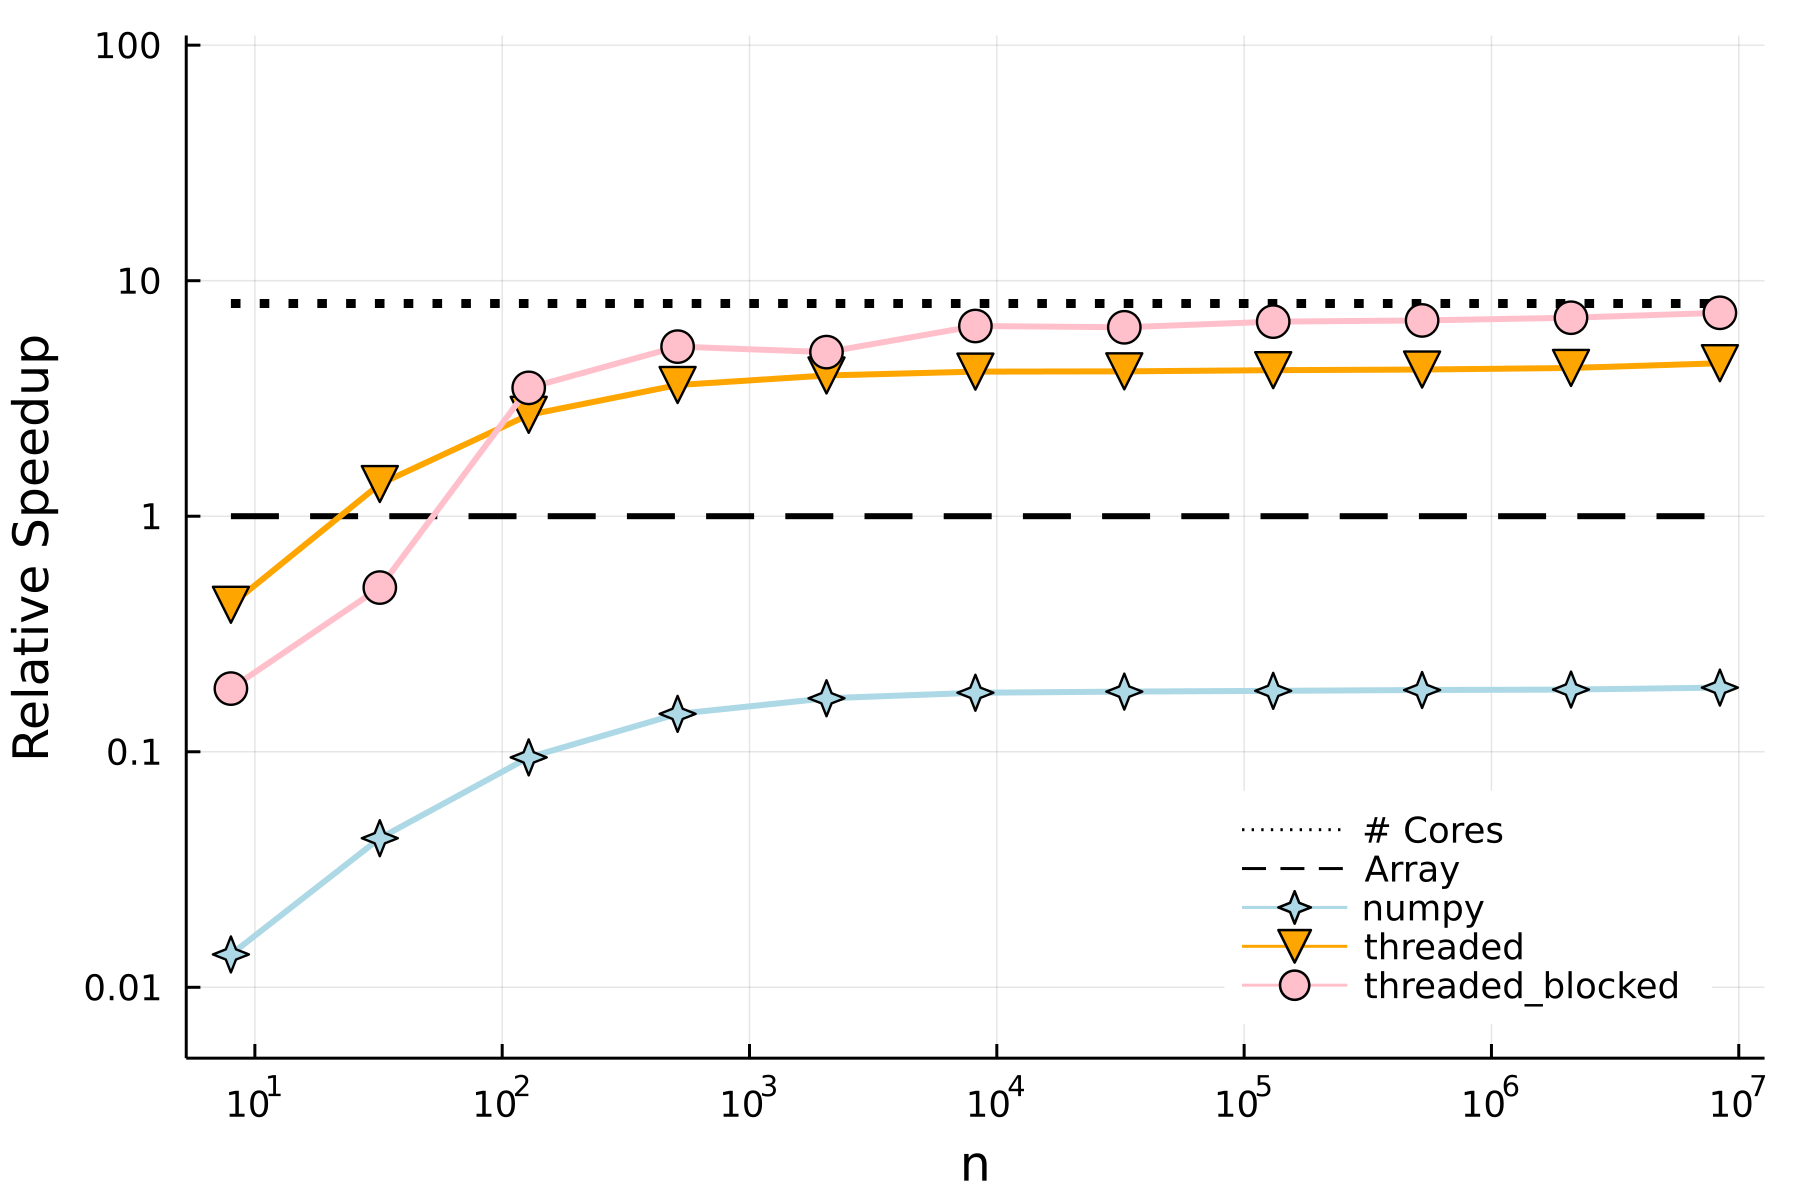 Relative Speedup
100
10
1
0.1
0.01
10^1 10^2 10^3 10^4 10^5 10^6 10^7
n
# Cores
Array
numpy
threaded
threaded_blocked